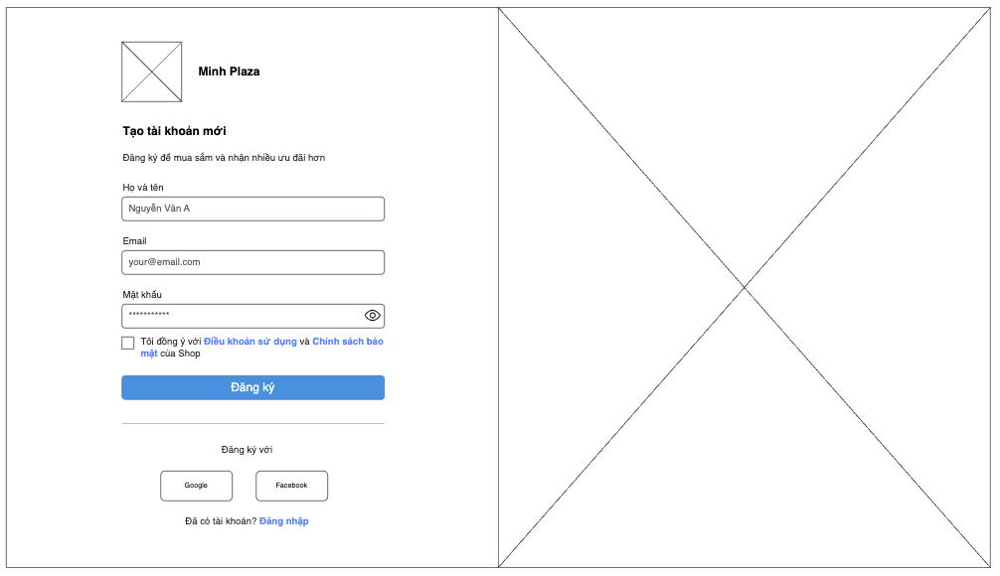 Minh Plaza
Tạo tài khoản mới
Đăng ký để mua sắm và nhận nhiều ưu đãi hơn
Họ và tên
Nguyễn Văn A
Email
your@email.com
Mật khẩu
***********
Tôi đồng ý với Điều khoản sử dụng và Chính sách bảo
mật của Shop
Đăng ký
Đăng ký với
Google
Facebook
Đã có tài khoản? Đăng nhập